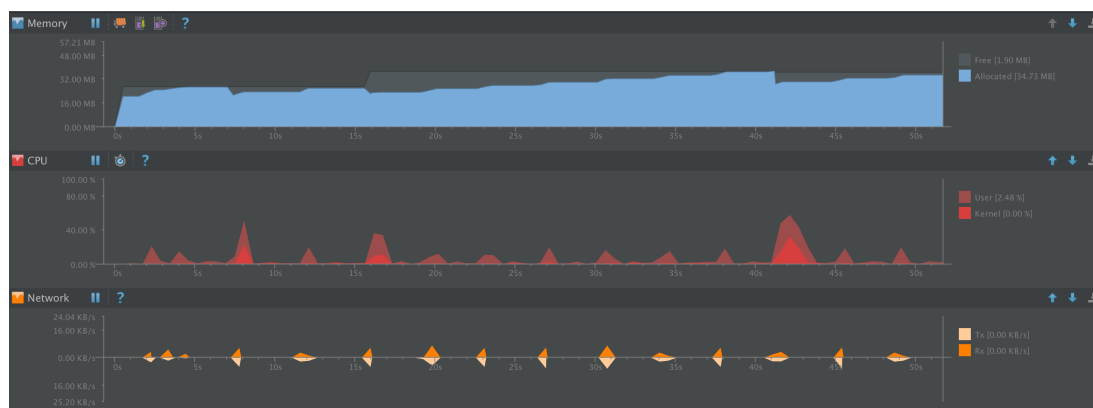 Memory ?
57.21 MB
48.00 MB
32.00 MB
16.00 MB
0.00 MB
0s 5s 10s 15s 20s 25s 30s 35s 40s 45s 50s
Free [1.90 MB]
Allocated [34.73 MB]
CPU ?
100.00 %
80.00 %
40.00 %
0.00 %
0s 5s 10s 15s 20s 25s 30s 35s 40s 45s 50s
User [2.48 %]
Kernel [0.00 %]
Network ?
24.04 KB/s
16.00 KB/s
0.00 KB/s
16.00 KB/s
25.20 KB/s
0s 5s 10s 15s 20s 25s 30s 35s 40s 45s 50s
Tx [0.00 KB/s]
Rx [0.00 KB/s]